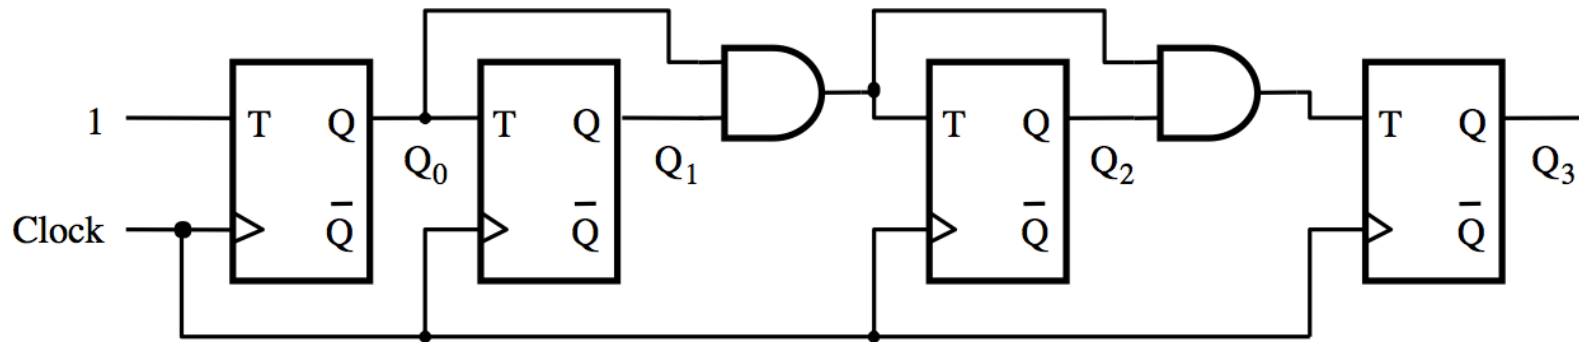 1 T Q T Q T Q T Q
Q₀ Q₁ Q₂ Q₃
Clock Q̅ Q̅ Q̅ Q̅